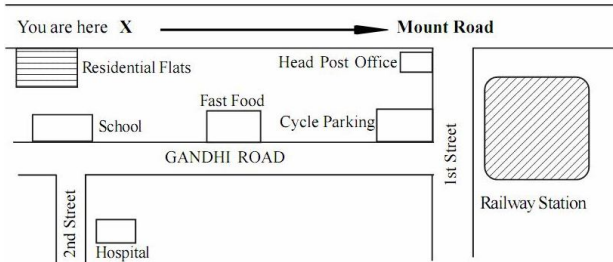 You are here X Mount Road
Residential Flats
Head Post Office
Fast Food
School
Cycle Parking
GANDHI ROAD
1st Street
Railway Station
2nd Street
Hospital